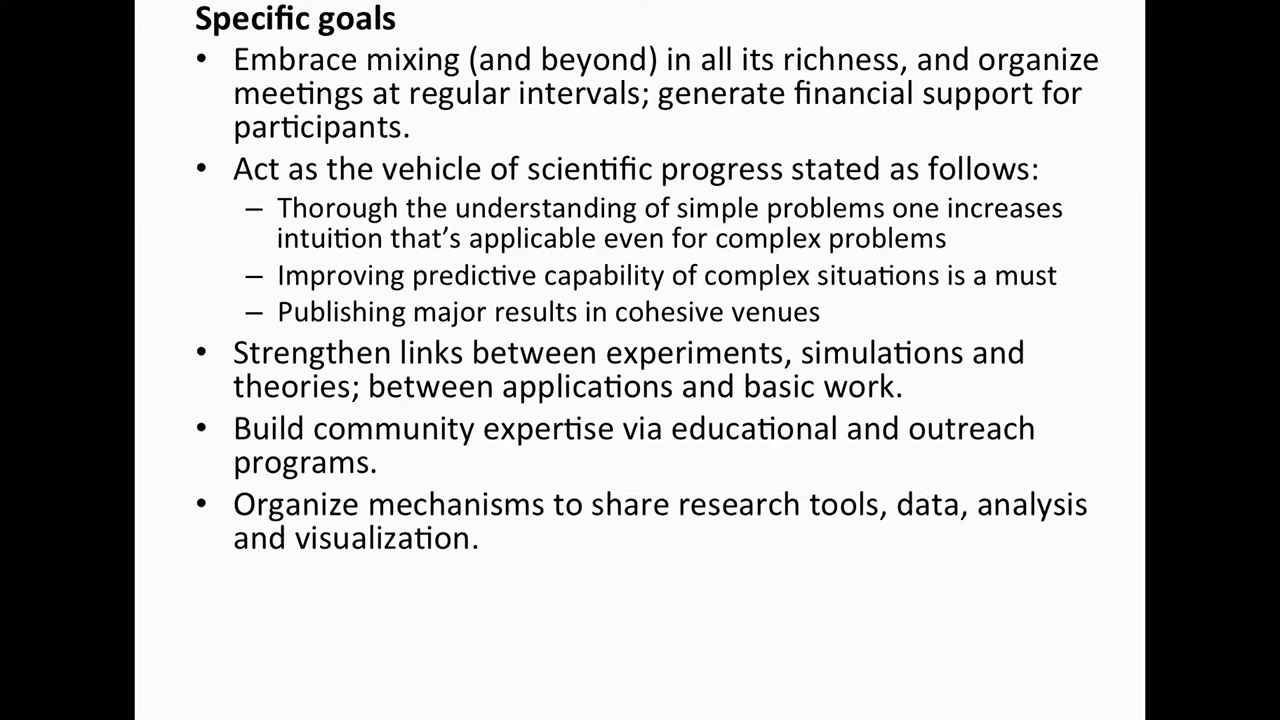 Specific goals
• Embrace mixing (and beyond) in all its richness, and organize
meetings at regular intervals; generate financial support for
participants.
• Act as the vehicle of scientific progress stated as follows:
– Thorough the understanding of simple problems one increases
intuition that's applicable even for complex problems
– Improving predictive capability of complex situations is a must
– Publishing major results in cohesive venues
• Strengthen links between experiments, simulations and
theories; between applications and basic work.
• Build community expertise via educational and outreach
programs.
• Organize mechanisms to share research tools, data, analysis
and visualization.